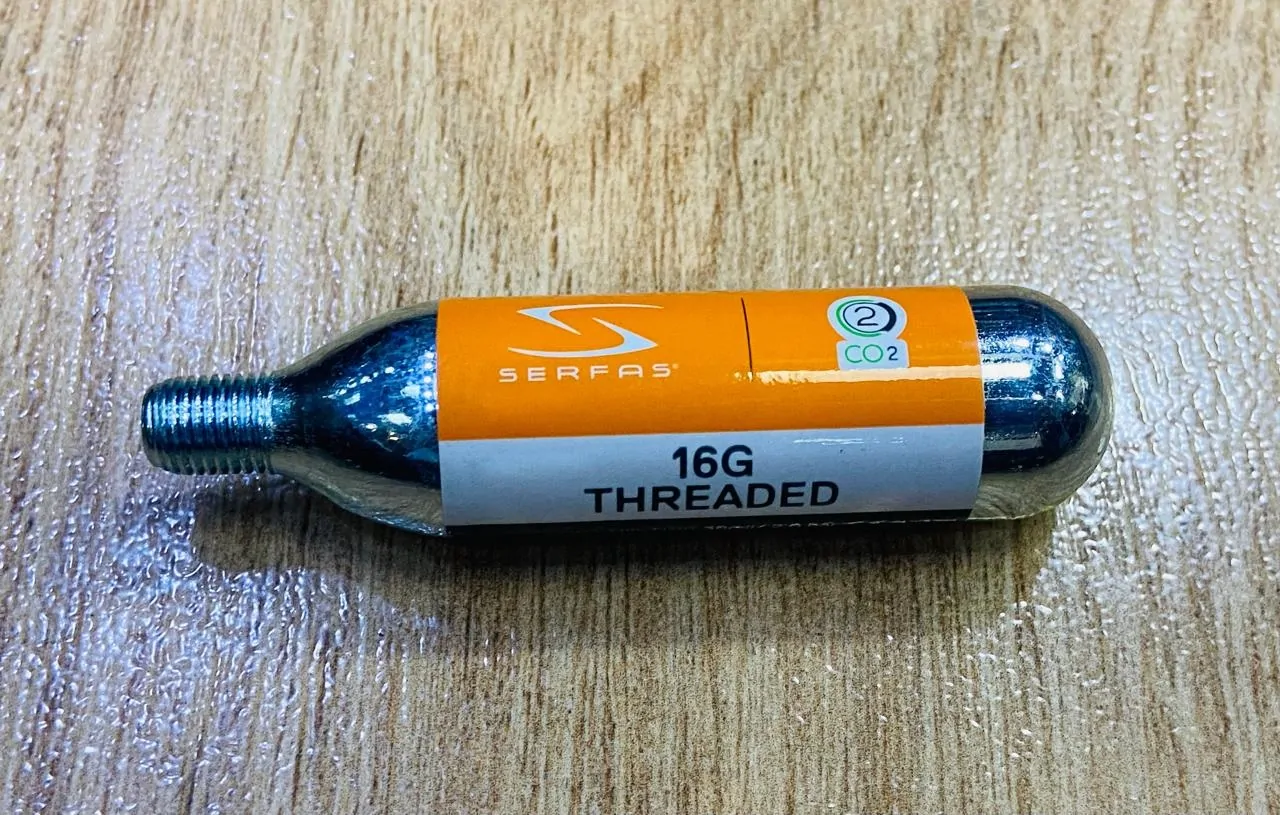 SERFAS®
2
CO2
16G
THREADED